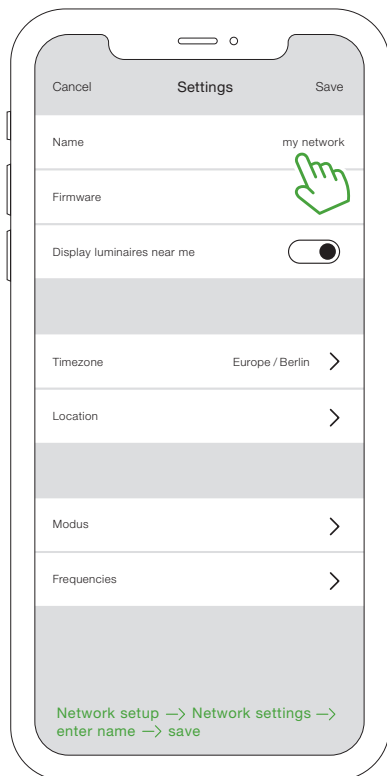 Cancel Settings Save
Name my network
Firmware
Display luminaires near me
Timezone Europe / Berlin
Location
Modus
Frequencies
Network setup —> Network settings —>
enter name —> save